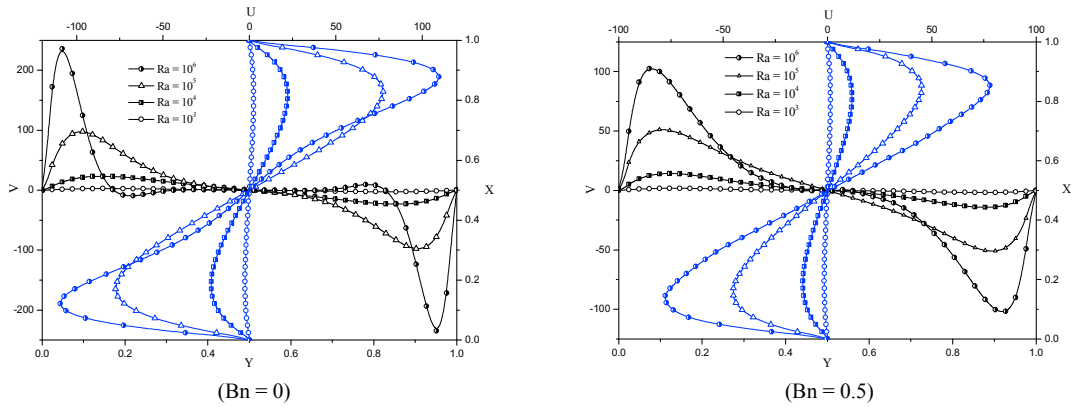 U
-100 -50 0 50 100
200
100
0
-100
-200
V
Ra = 10⁶
Ra = 10⁵
Ra = 10⁴
Ra = 10³
1.0
0.8
0.6
0.4
0.2
0.0
X
0.0 0.2 0.4 0.6 0.8 1.0
Y
(Bn = 0)
U
-100 -75 -50 -25 0 25 50 75 100
100
50
0
-50
-100
V
Ra = 10⁶
Ra = 10⁵
Ra = 10⁴
Ra = 10³
1.0
0.8
0.6
0.4
0.2
0.0
X
0.0 0.2 0.4 0.6 0.8 1.0
Y
(Bn = 0.5)